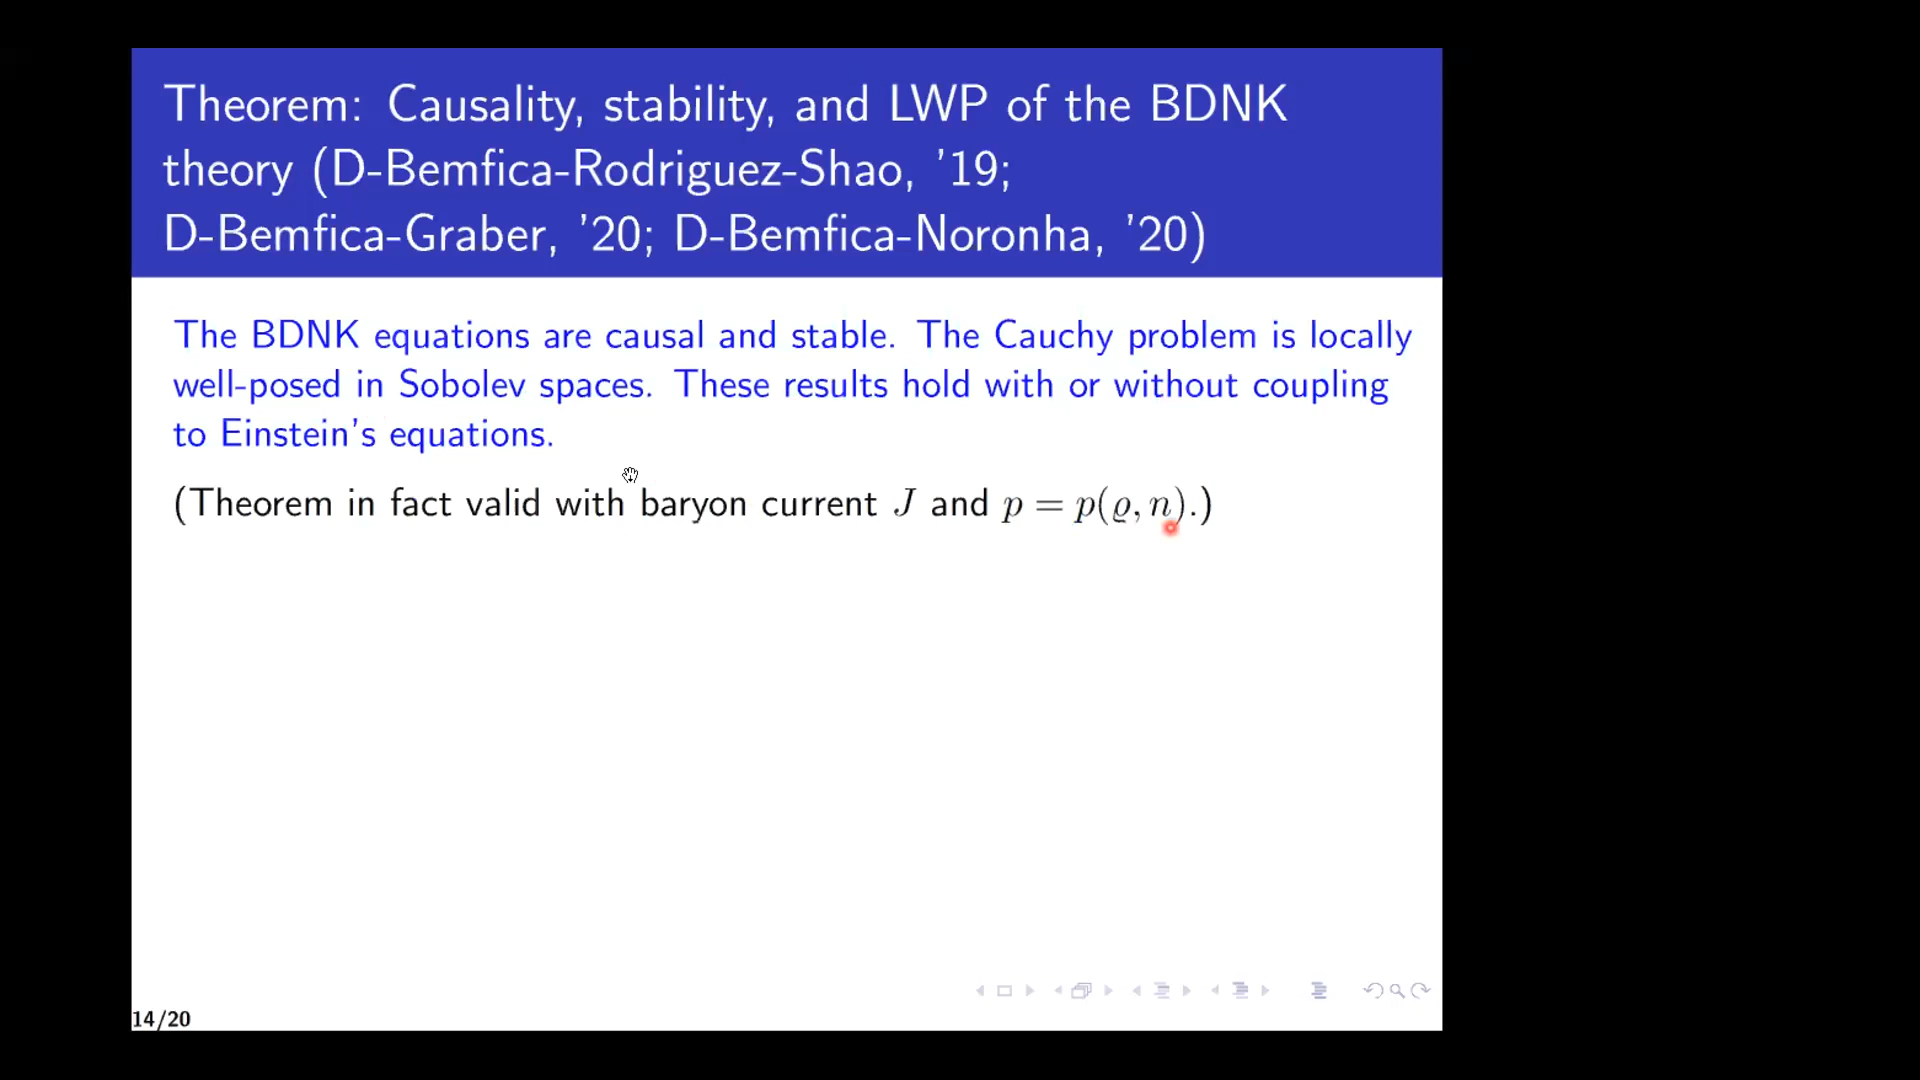 Theorem: Causality, stability, and LWP of the BDNK
theory (D-Bemfica-Rodriguez-Shao, ’19;
D-Bemfica-Graber, ’20; D-Bemfica-Noronha, ’20)
The BDNK equations are causal and stable. The Cauchy problem is locally
well-posed in Sobolev spaces. These results hold with or without coupling
to Einstein’s equations.
(Theorem in fact valid with baryon current J and p = p(ϱ, n).)
14/20